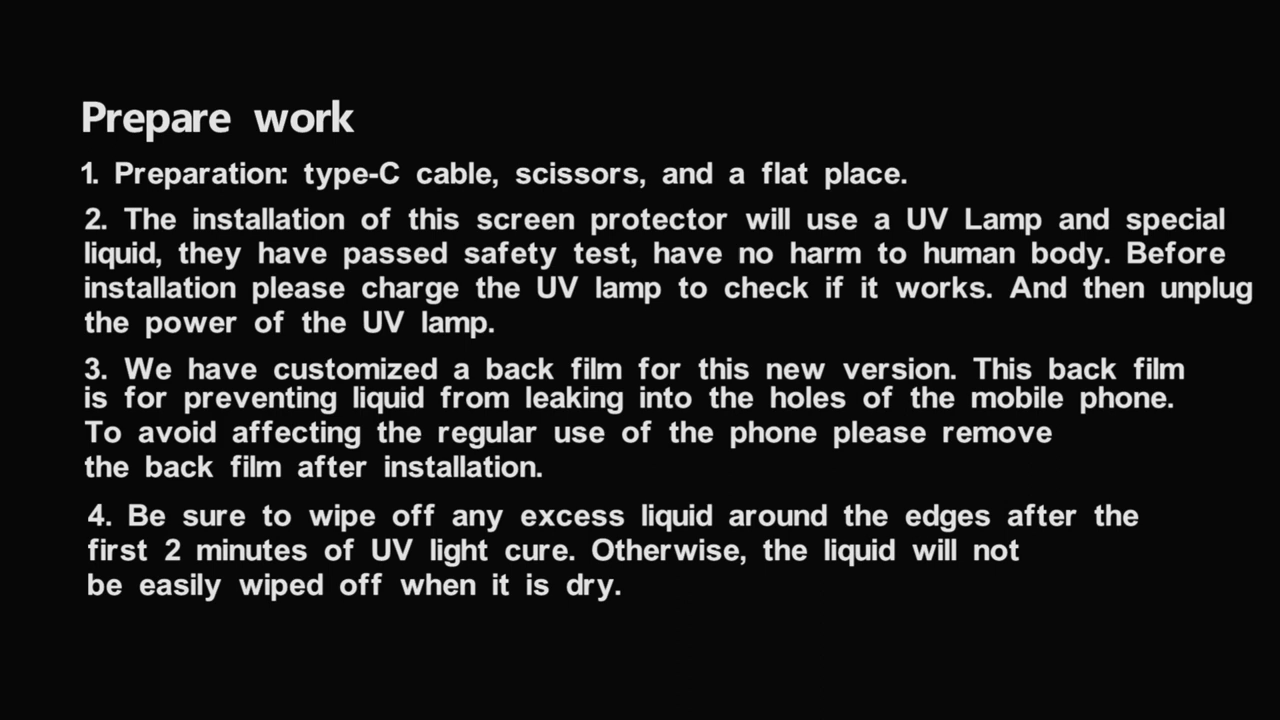 Prepare work
1. Preparation: type-C cable, scissors, and a flat place.
2. The installation of this screen protector will use a UV Lamp and special
liquid, they have passed safety test, have no harm to human body. Before
installation please charge the UV lamp to check if it works. And then unplug
the power of the UV lamp.
3. We have customized a back film for this new version. This back film
is for preventing liquid from leaking into the holes of the mobile phone.
To avoid affecting the regular use of the phone please remove
the back film after installation.
4. Be sure to wipe off any excess liquid around the edges after the
first 2 minutes of UV light cure. Otherwise, the liquid will not
be easily wiped off when it is dry.